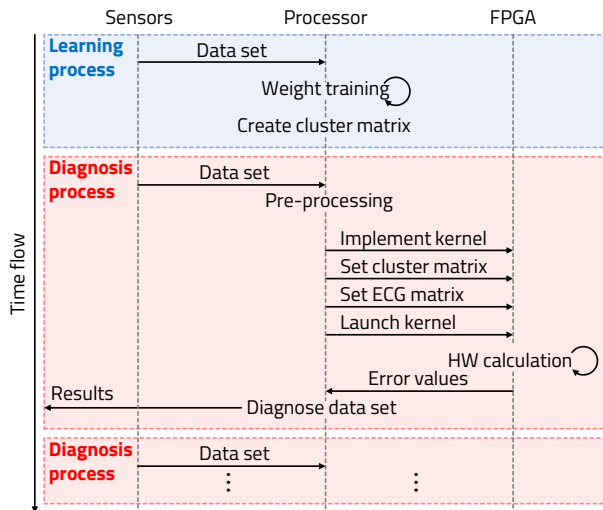 Sensors Processor FPGA
Learning
process
Data set
Weight training
Create cluster matrix
Diagnosis
process
Data set
Pre-processing
Implement kernel
Set cluster matrix
Set ECG matrix
Launch kernel
HW calculation
Error values
Results
Diagnose data set
Diagnosis
process
Data set
Time flow